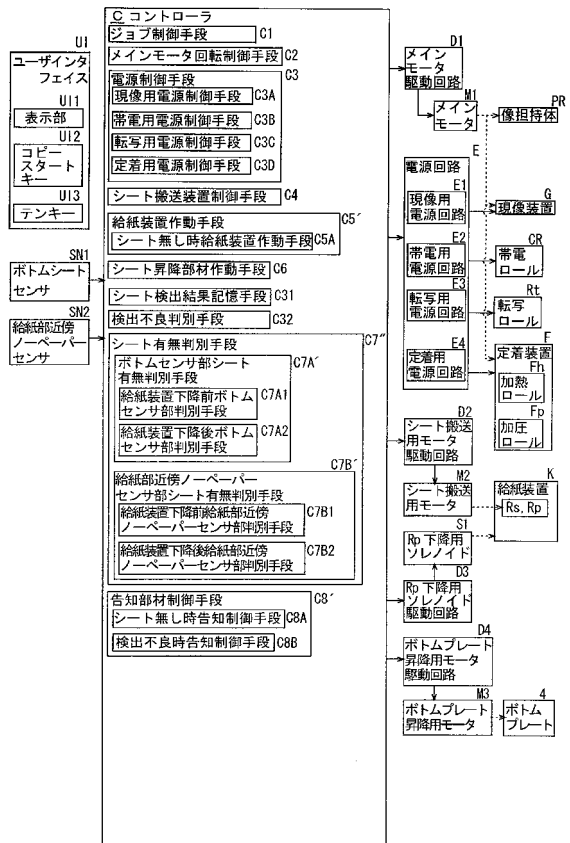 UI
ユーザインタ
フェイス
UI1
表示部
UI2
コピー
スタート
キー
UI3
テンキー
SN1
ボトムシート
センサ
SN2
給紙部近傍
ノーペーパー
センサ
C コントローラ
ジョブ制御手段 C1
メインモータ回転制御手段 C2
電源制御手段 C3
現像用電源制御手段 C3A
帯電用電源制御手段 C3B
転写用電源制御手段 C3C
定着用電源制御手段 C3D
シート搬送装置制御手段 C4
給紙装置作動手段 C5´
シート無し時給紙装置作動手段 C5A
シート昇降部材作動手段 C6
シート検出結果記憶手段 C31
検出不良判別手段 C32
シート有無判別手段 C7"
ボトムセンサ部シート
有無判別手段
C7A´
給紙装置下降前ボトム
センサ部判別手段
C7A1
給紙装置下降後ボトム
センサ部判別手段
C7A2
C7B´
給紙部近傍ノーペーパー
センサ部シート有無判別手段
給紙装置下降前給紙部近傍
ノーペーパーセンサ部判別手段
C7B1
給紙装置下降後給紙部近傍
ノーペーパーセンサ部判別手段
C7B2
告知部材制御手段 C8´
シート無し時告知制御手段 C8A
検出不良時告知制御手段 C8B
D1
メイン
モータ
駆動回路
M1
メイン
モータ
PR
像担持体
E
電源回路
E1
現像用
電源回路
G
現像装置
E2
帯電用
電源回路
CR
帯電
ロール
E3
転写用
電源回路
Rt
転写
ロール
E4
定着用
電源回路
F
定着装置
Fh
加熱
ロール
Fp
加圧
ロール
D2
シート搬送
用モータ
駆動回路
M2
シート搬送
用モータ
K
給紙装置
Rs,Rp
S1
Rp 下降用
ソレノイド
D3
Rp 下降用
ソレノイド
駆動回路
D4
ボトムプレート
昇降用モータ
駆動回路
M3
ボトムプレート
昇降用モータ
4
ボトム
プレート